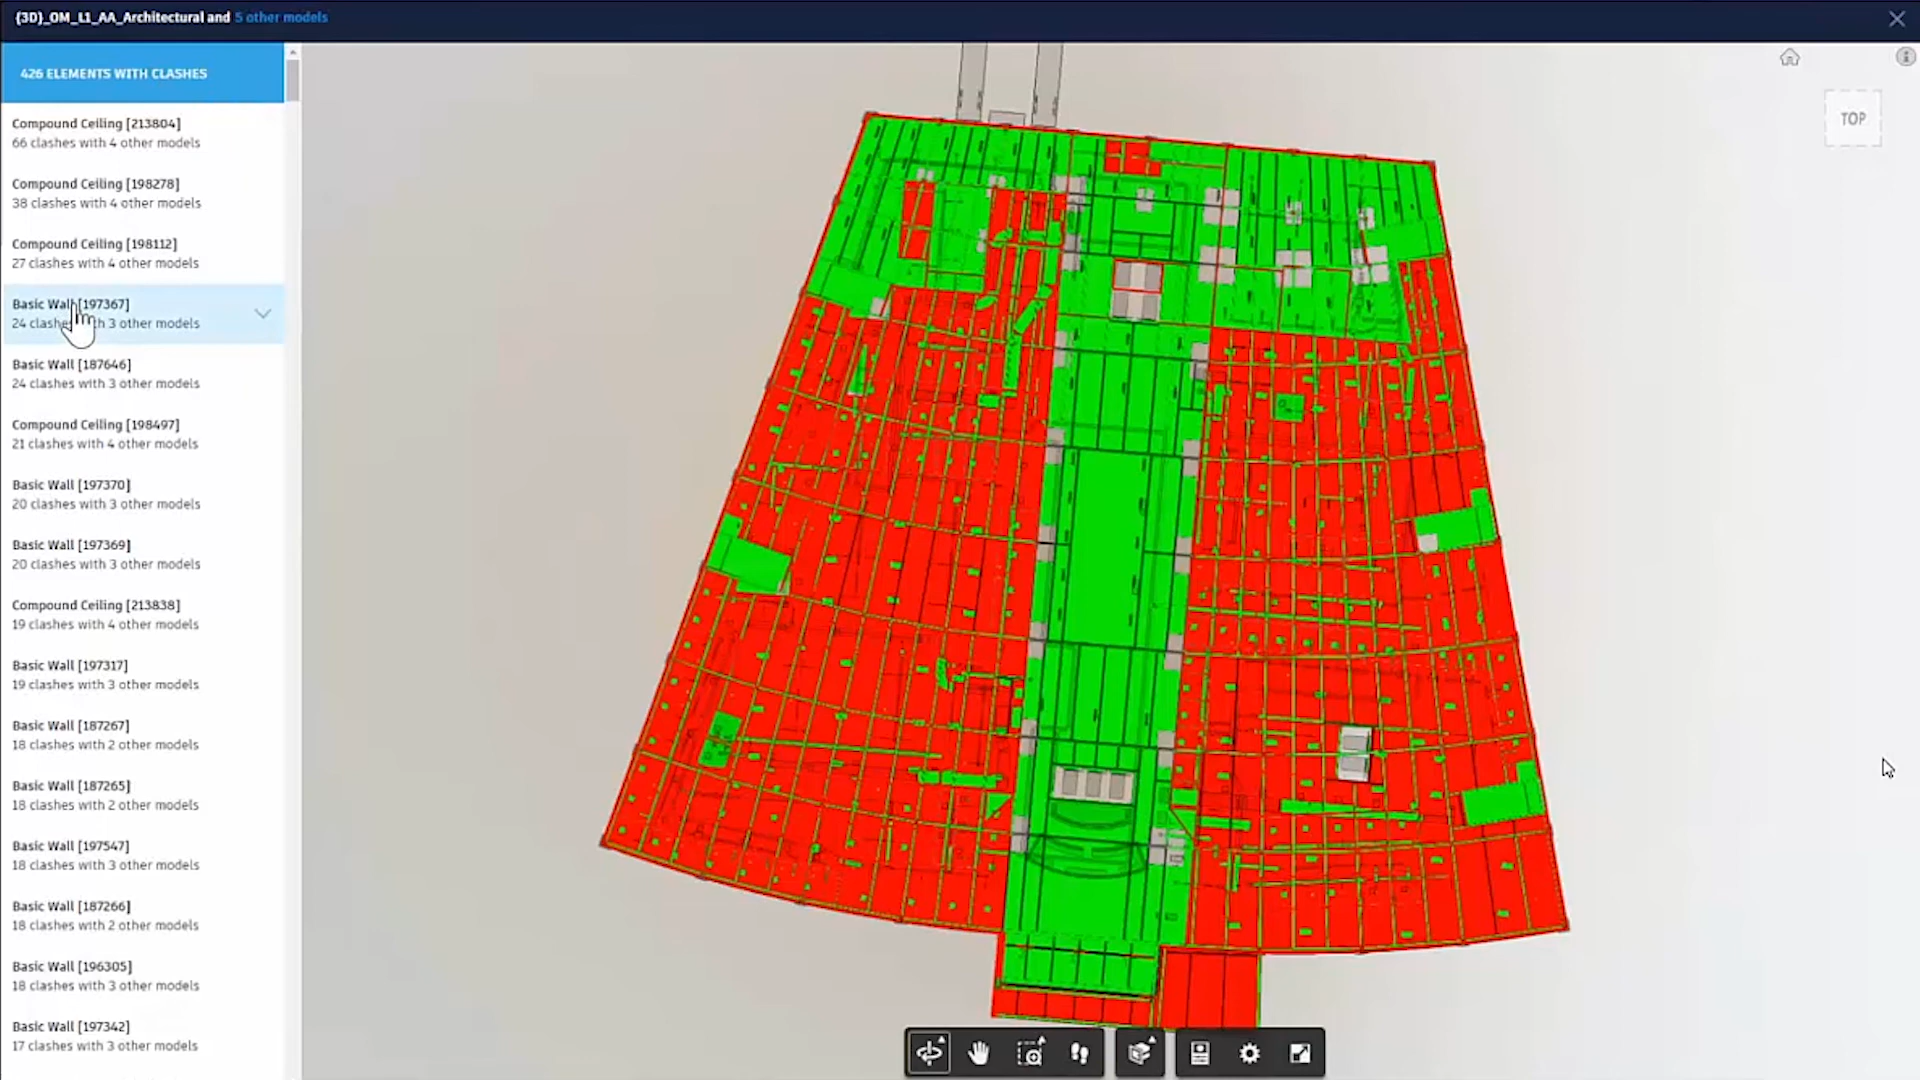 {3D}_OM_L1_AA_Architectural and 5 other models
426 ELEMENTS WITH CLASHES
Compound Ceiling [213804]
66 clashes with 4 other models
Compound Ceiling [198278]
38 clashes with 4 other models
Compound Ceiling [198112]
27 clashes with 4 other models
Basic Wall [197367]
24 clashes with 3 other models
Basic Wall [187646]
24 clashes with 3 other models
Compound Ceiling [198497]
21 clashes with 4 other models
Basic Wall [197370]
20 clashes with 3 other models
Basic Wall [197369]
20 clashes with 3 other models
Compound Ceiling [213838]
19 clashes with 4 other models
Basic Wall [197317]
19 clashes with 3 other models
Basic Wall [187267]
18 clashes with 2 other models
Basic Wall [187265]
18 clashes with 2 other models
Basic Wall [197547]
18 clashes with 3 other models
Basic Wall [187266]
18 clashes with 2 other models
Basic Wall [196305]
18 clashes with 3 other models
Basic Wall [197342]
17 clashes with 3 other models
TOP